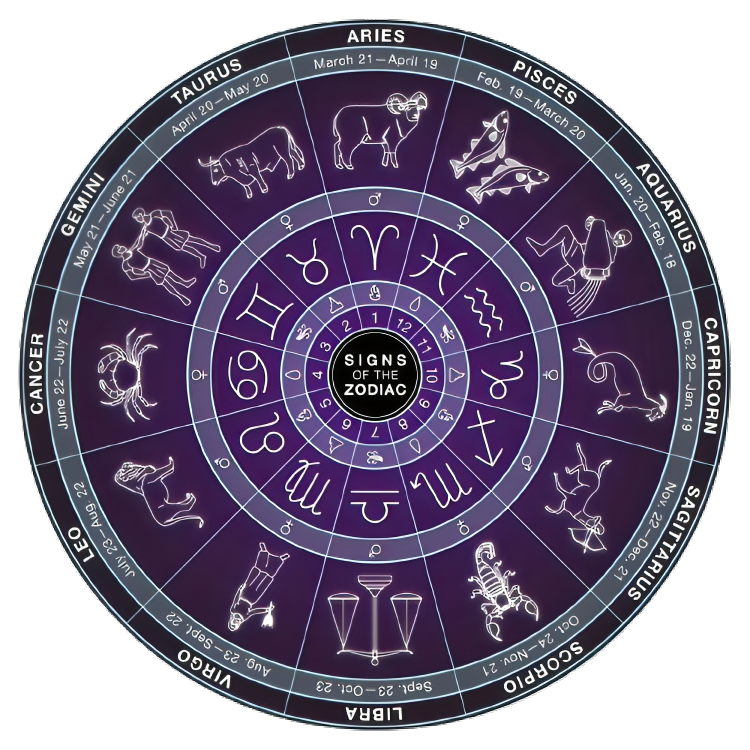 ARIES
March 21 – April 19
TAURUS
April 20 – May 20
GEMINI
May 21 – June 21
CANCER
June 22 – July 22
LEO
July 23 – Aug. 22
VIRGO
Aug. 23 – Sept. 22
LIBRA
Sept. 23 – Oct. 23
SCORPIO
Oct. 24 – Nov. 21
SAGITTARIUS
Nov. 22 – Dec. 21
CAPRICORN
Dec. 22 – Jan. 19
AQUARIUS
Jan. 20 – Feb. 18
PISCES
Feb. 19 – March 20
1
2
3
4
5
6
7
8
9
10
11
12
SIGNS
OF THE
ZODIAC